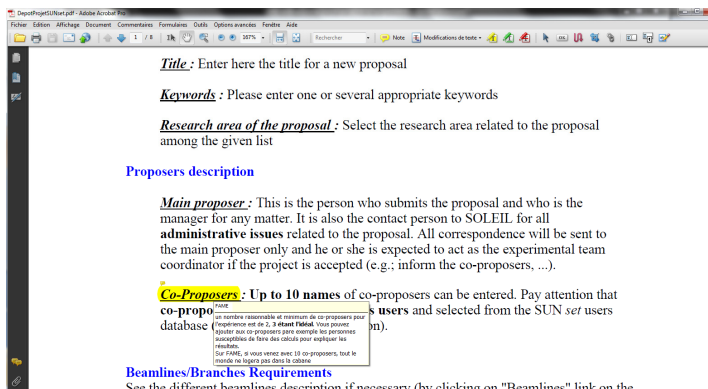 DepotProjetSUNset.pdf - Adobe Acrobat Pro
Fichier Edition Affichage Document Commentaires Formulaires Outils Options avancées Fenêtre Aide
1 / 8 167% Rechercher Note Modifications de texte
Title : Enter here the title for a new proposal
Keywords : Please enter one or several appropriate keywords
Research area of the proposal : Select the research area related to the proposal
among the given list
Proposers description
Main proposer : This is the person who submits the proposal and who is the
manager for any matter. It is also the contact person to SOLEIL for all
administrative issues related to the proposal. All correspondence will be sent to
the main proposer only and he or she is expected to act as the experimental team
coordinator if the project is accepted (e.g.; inform the co-proposers, ...).
Co-Proposers : Up to 10 names of co-proposers can be entered. Pay attention that
co-propo s users and selected from the SUN set users
database ( on).
FAME
un nombre raisonnable et minimum de co-proposers pour
l'expérience est de 2, 3 étant l'idéal. Vous pouvez
ajouter aux co-proposers pare exemple les personnes
susceptibles de faire des calculs pour expliquer les
résultats.
Sur FAME, si vous venez avec 10 co-proposers, tout le
monde ne logera pas dans la cabane
Beamlines/Branches Requirements
See the different beamlines description if necessary (by clicking on "Beamlines" link on the